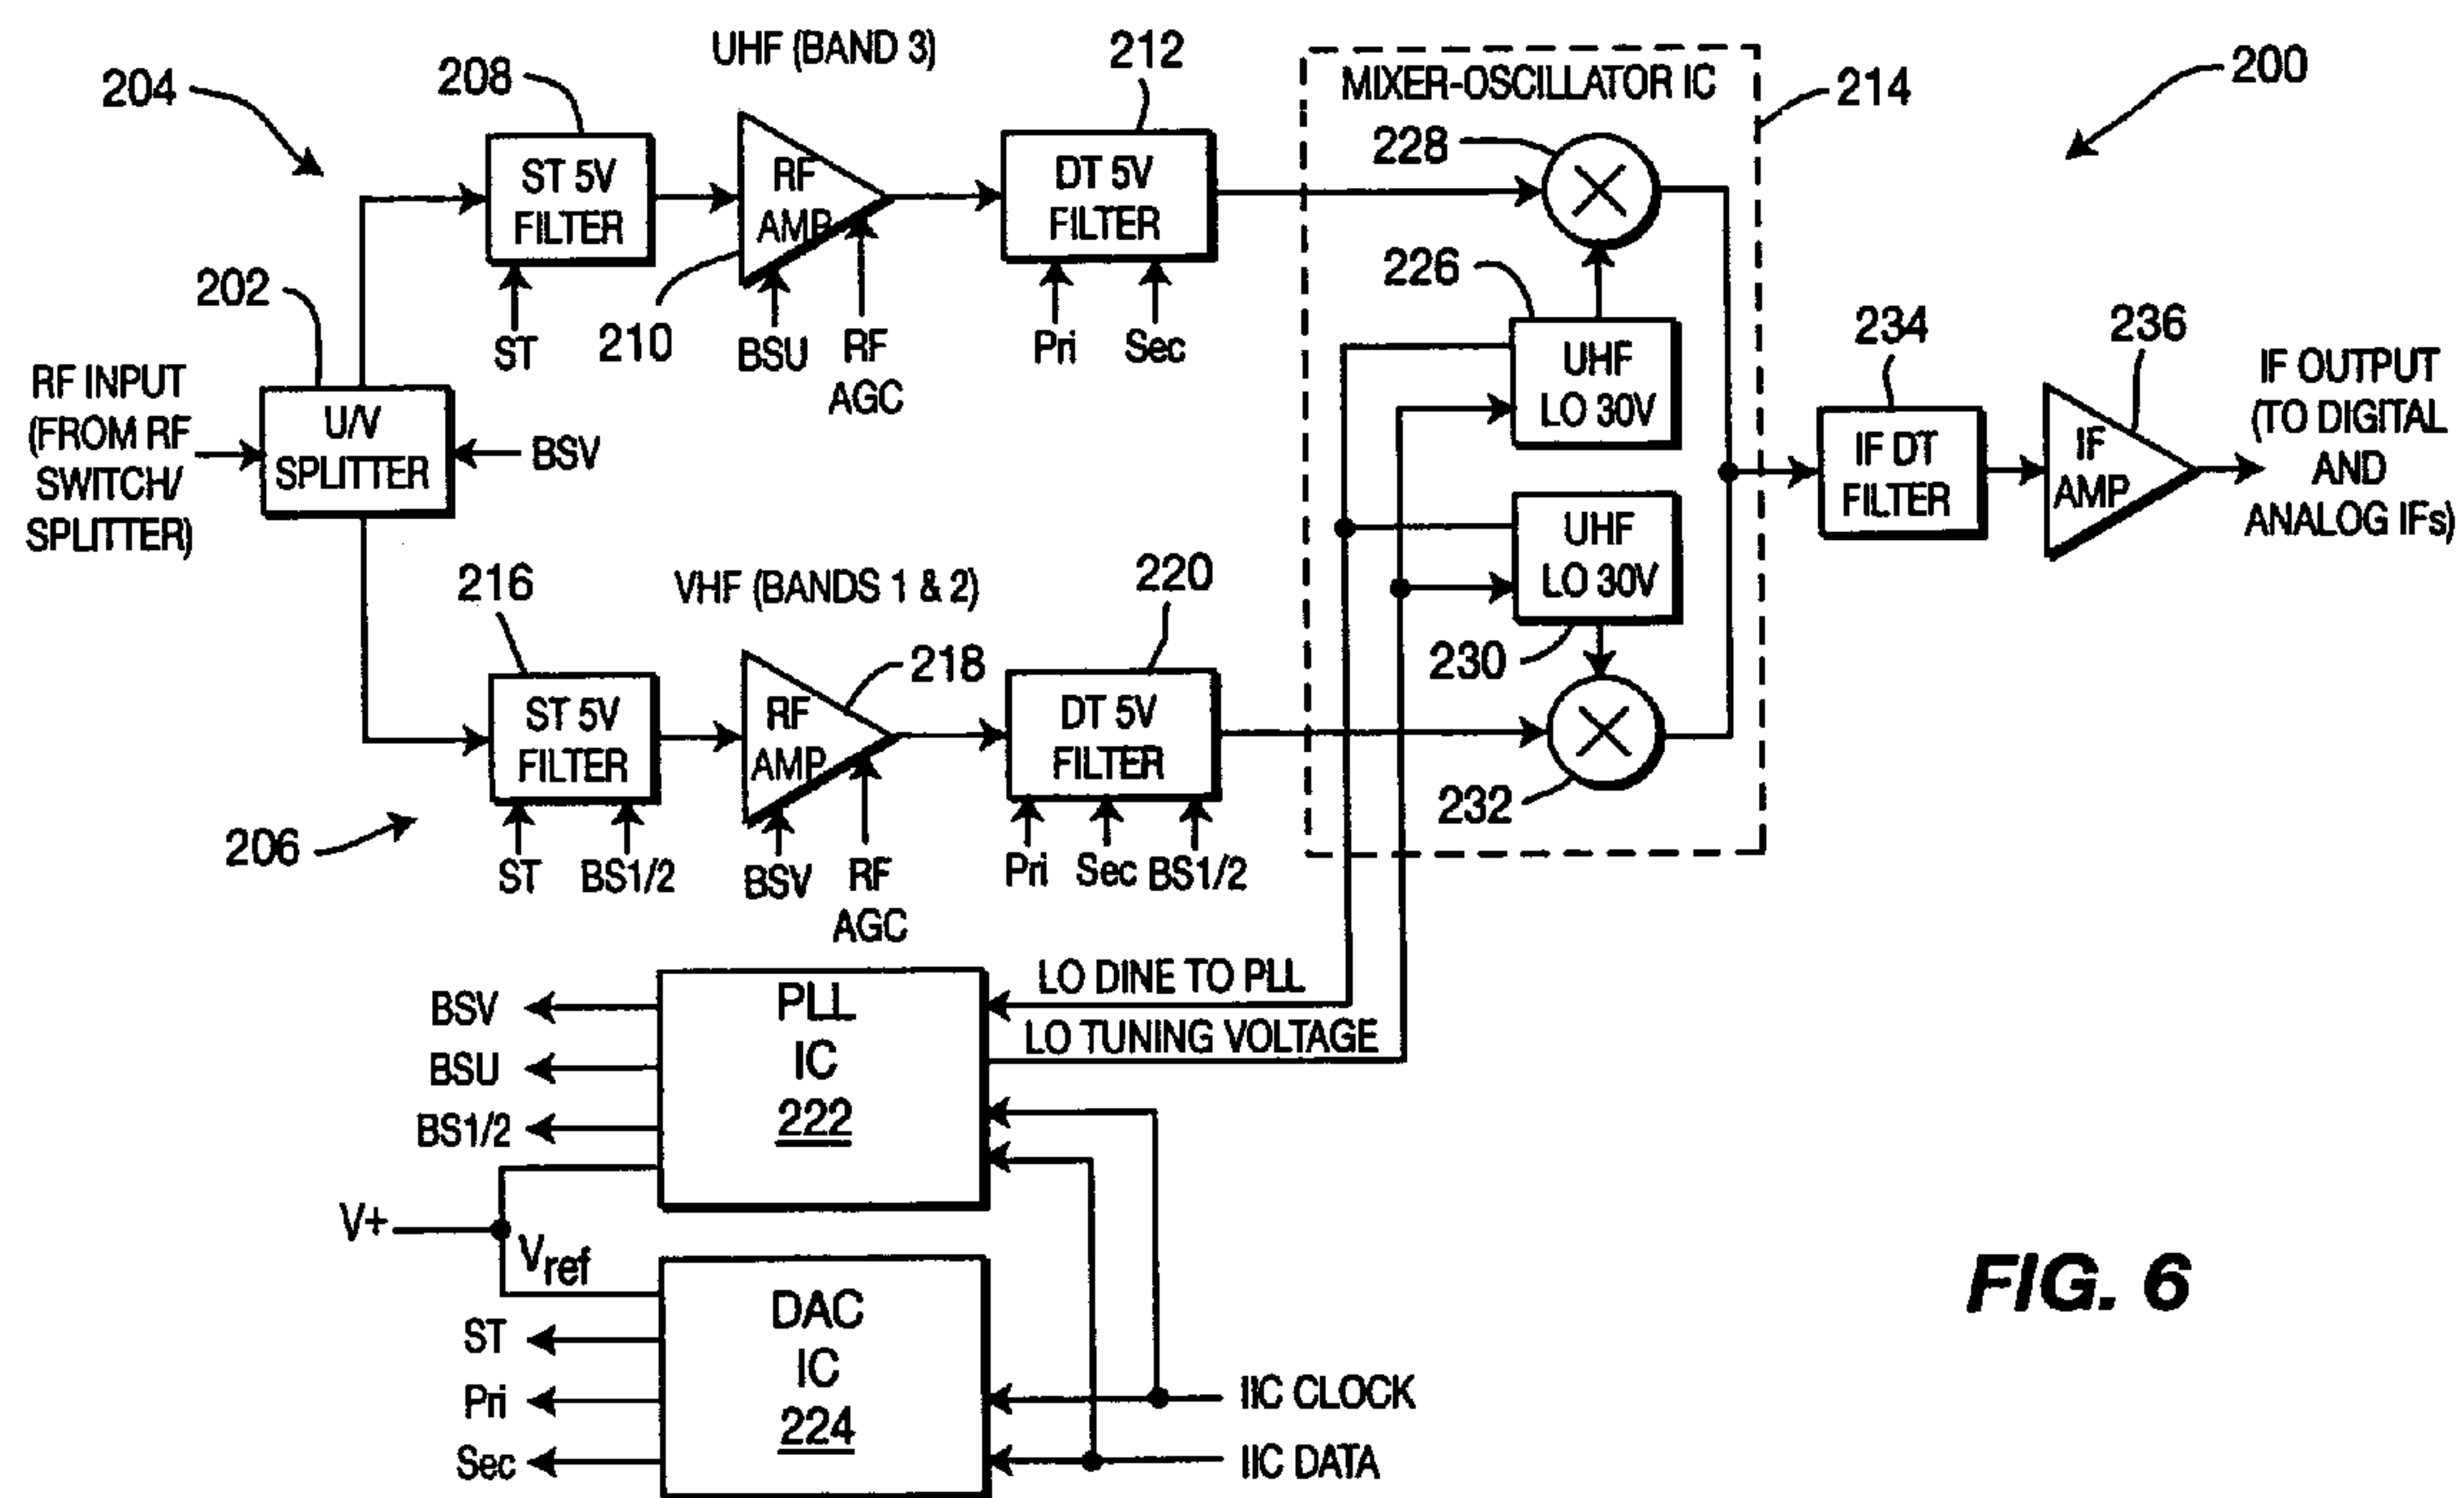 UHF (BAND 3)
204
208
212
MIXER-OSCILLATOR IC
214
200
ST 5V
FILTER
RF
AMP
DT 5V
FILTER
228
202
ST
210
BSU
RF
AGC
Pri
Sec
226
UHF
LO 30V
RF INPUT
(FROM RF
SWITCH/
SPLITTER)
U/V
SPLITTER
BSV
234
IF DT
FILTER
236
IF
AMP
IF OUTPUT
(TO DIGITAL
AND
ANALOG IFs)
UHF
LO 30V
230
232
VHF (BANDS 1 & 2)
216
218
220
ST 5V
FILTER
RF
AMP
DT 5V
FILTER
206
ST
BS1/2
BSV
RF
AGC
Pri
Sec
BS1/2
LO DINE TO PLL
LO TUNING VOLTAGE
BSV
BSU
BS1/2
PLL
IC
222
V+
Vref
DAC
IC
224
ST
Pri
Sec
IIC CLOCK
IIC DATA
FIG. 6